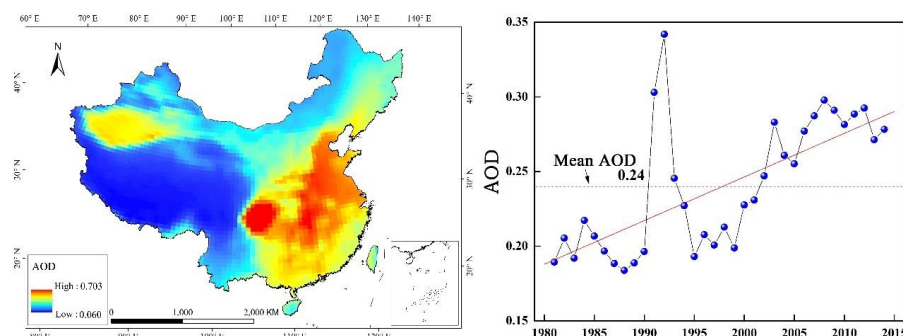 60° E 70° E 80° E 90° E 100° E 110° E 120° E 130° E 140° E
N
40° N
30° N
20° N
40° N
30° N
20° N
AOD
High : 0.703
Low : 0.060
0 1,000 2,000 KM
0.35
0.30
0.25
0.20
0.15
AOD
Mean AOD
0.24
1980 1985 1990 1995 2000 2005 2010 201